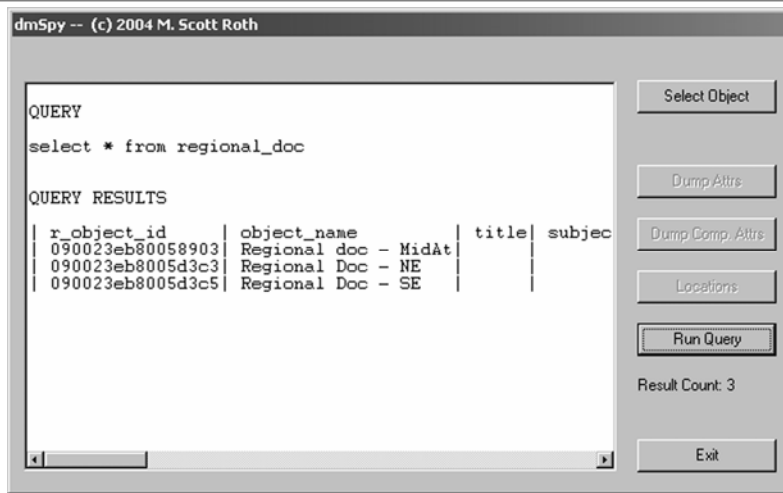 dmSpy -- (c) 2004 M. Scott Roth
QUERY
select * from regional_doc
QUERY RESULTS
| r_object_id | object_name | title| subjec
| 090023eb80058903| Regional doc - MidAt| |
| 090023eb8005d3c3| Regional Doc - NE | |
| 090023eb8005d3c5| Regional Doc - SE | |
Select Object
Dump Attrs
Dump Comp. Attrs
Locations
Run Query
Result Count: 3
Exit